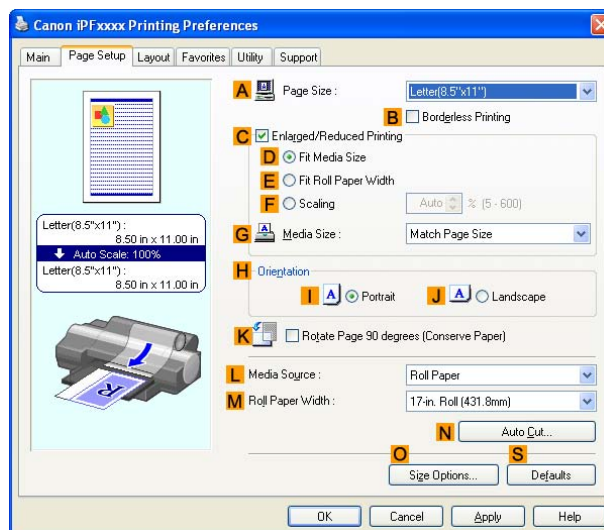 Canon iPFxxxx Printing Preferences
Main Page Setup Layout Favorites Utility Support
A Page Size : Letter(8.5"x11")
B Borderless Printing
C Enlarged/Reduced Printing
D Fit Media Size
E Fit Roll Paper Width
F Scaling Auto % (5 - 600)
G Media Size : Match Page Size
Letter(8.5"x11") :
8.50 in x 11.00 in
Auto Scale: 100%
Letter(8.5"x11") :
8.50 in x 11.00 in
H Orientation
I A Portrait J A Landscape
K Rotate Page 90 degrees (Conserve Paper)
R
L Media Source : Roll Paper
M Roll Paper Width : 17-in. Roll (431.8mm)
N Auto Cut...
O S
Size Options... Defaults
OK Cancel Apply Help